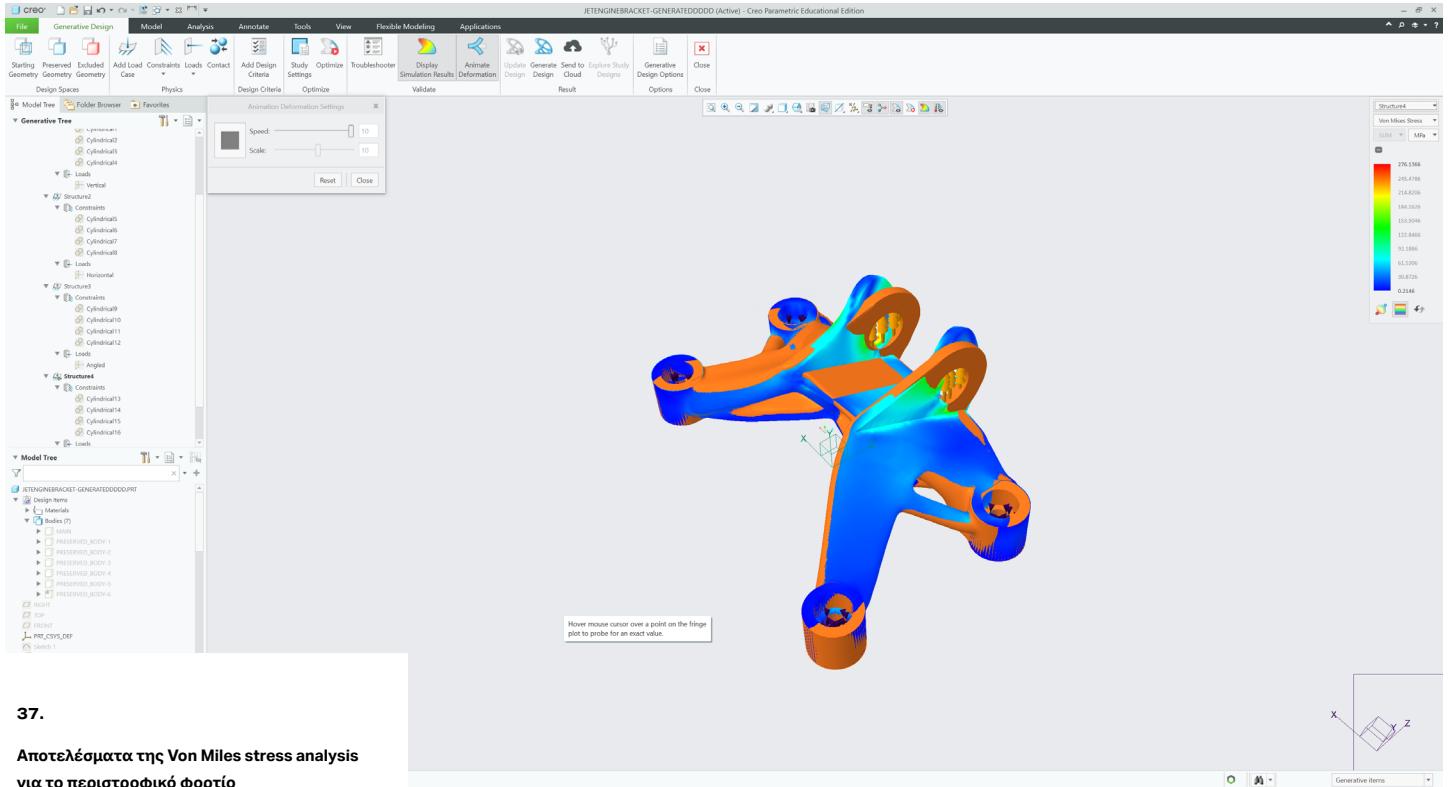 creo
JETENGINEBRACKET-GENERATEDDDDD (Active) - Creo Parametric Educational Edition
File Generative Design Model Analysis Annotate Tools View Flexible Modeling Applications
Starting Geometry
Preserved Geometry
Excluded Geometry
Add Load Case
Constraints
Loads
Contact
Add Design Criteria
Study Settings
Optimize
Troubleshooter
Display Simulation Results
Animate Deformation
Update Design
Generate Design
Send to Cloud
Explore Study Designs
Generative Design Options
Close
Design Spaces Physics Design Criteria Optimize Validate Result Options Close
Model Tree Folder Browser Favorites
Generative Tree
Cylindrical1
Cylindrical2
Cylindrical3
Cylindrical4
Loads
Vertical
Structure2
Constraints
Cylindrical5
Cylindrical6
Cylindrical7
Cylindrical8
Loads
Horizontal
Structure3
Constraints
Cylindrical9
Cylindrical10
Cylindrical11
Cylindrical12
Loads
Angled
Structure4
Constraints
Cylindrical13
Cylindrical14
Cylindrical15
Cylindrical16
Loads
Model Tree
JETENGINEBRACKET-GENERATEDDDDD.PRT
Design Items
Materials
Bodies (7)
MAIN
PRESERVED_BODY-1
PRESERVED_BODY-2
PRESERVED_BODY-3
PRESERVED_BODY-4
PRESERVED_BODY-5
PRESERVED_BODY-6
RIGHT
TOP
FRONT
PRT_CSYS_DEF
Sketch 1
Animation Deformation Settings
Speed: 10
Scale: 10
Reset Close
Structure4
Von Mises Stress
SUM MPa
276.1366
245.4786
214.8206
184.1626
153.5046
122.8466
92.1886
61.5306
30.8726
0.2146
X Y
Hover mouse cursor over a point on the fringe
plot to probe for an exact value.
X Y Z
Generative items
37.
Αποτελέσματα της Von Miles stress analysis
για το περιστροφικό φορτίο